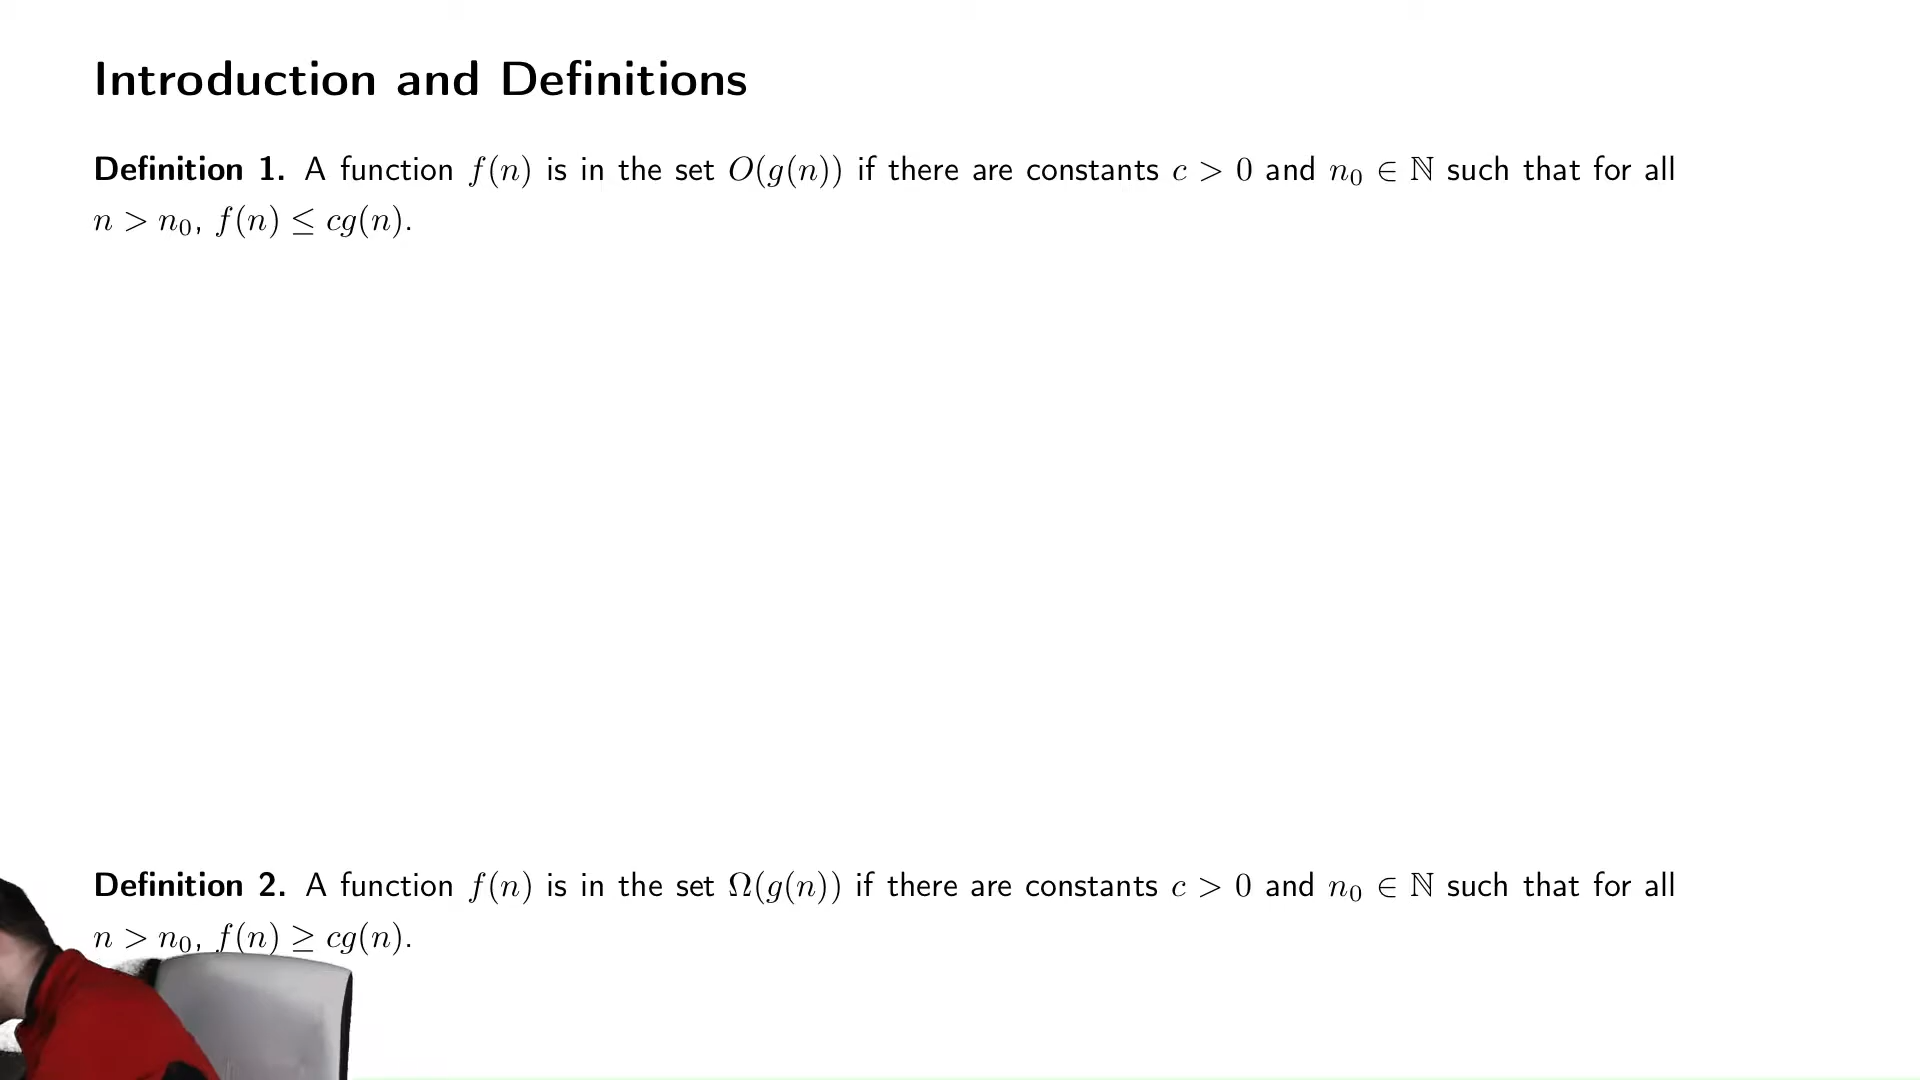 Introduction and Definitions
Definition 1. A function f(n) is in the set O(g(n)) if there are constants c > 0 and n₀ ∈ ℕ such that for all
n > n₀, f(n) ≤ cg(n).
Definition 2. A function f(n) is in the set Ω(g(n)) if there are constants c > 0 and n₀ ∈ ℕ such that for all
n > n₀, f(n) ≥ cg(n).